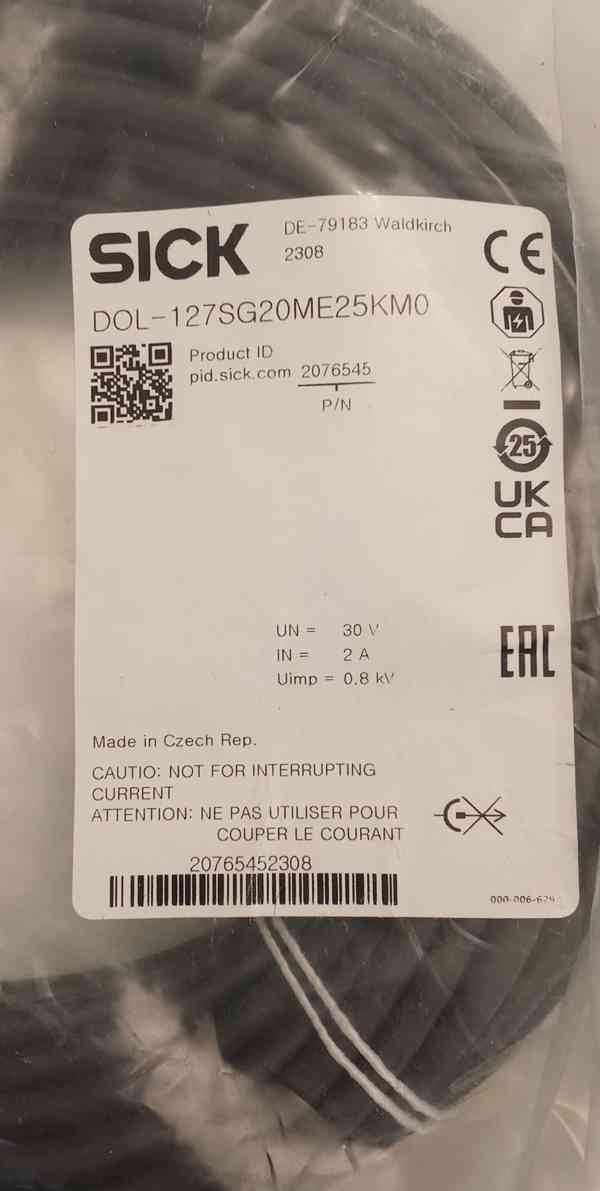 SICK
DE-79183 Waldkirch
2308
CE
DOL-127SG20ME25KM0
Product ID
pid.sick.com 2076545
P/N
25
UK
CA
UN = 30 V
IN = 2 A
Uimp = 0.8 kV
EAC
Made in Czech Rep.
CAUTIO: NOT FOR INTERRUPTING
CURRENT
ATTENTION: NE PAS UTILISER POUR
COUPER LE COURANT
20765452308